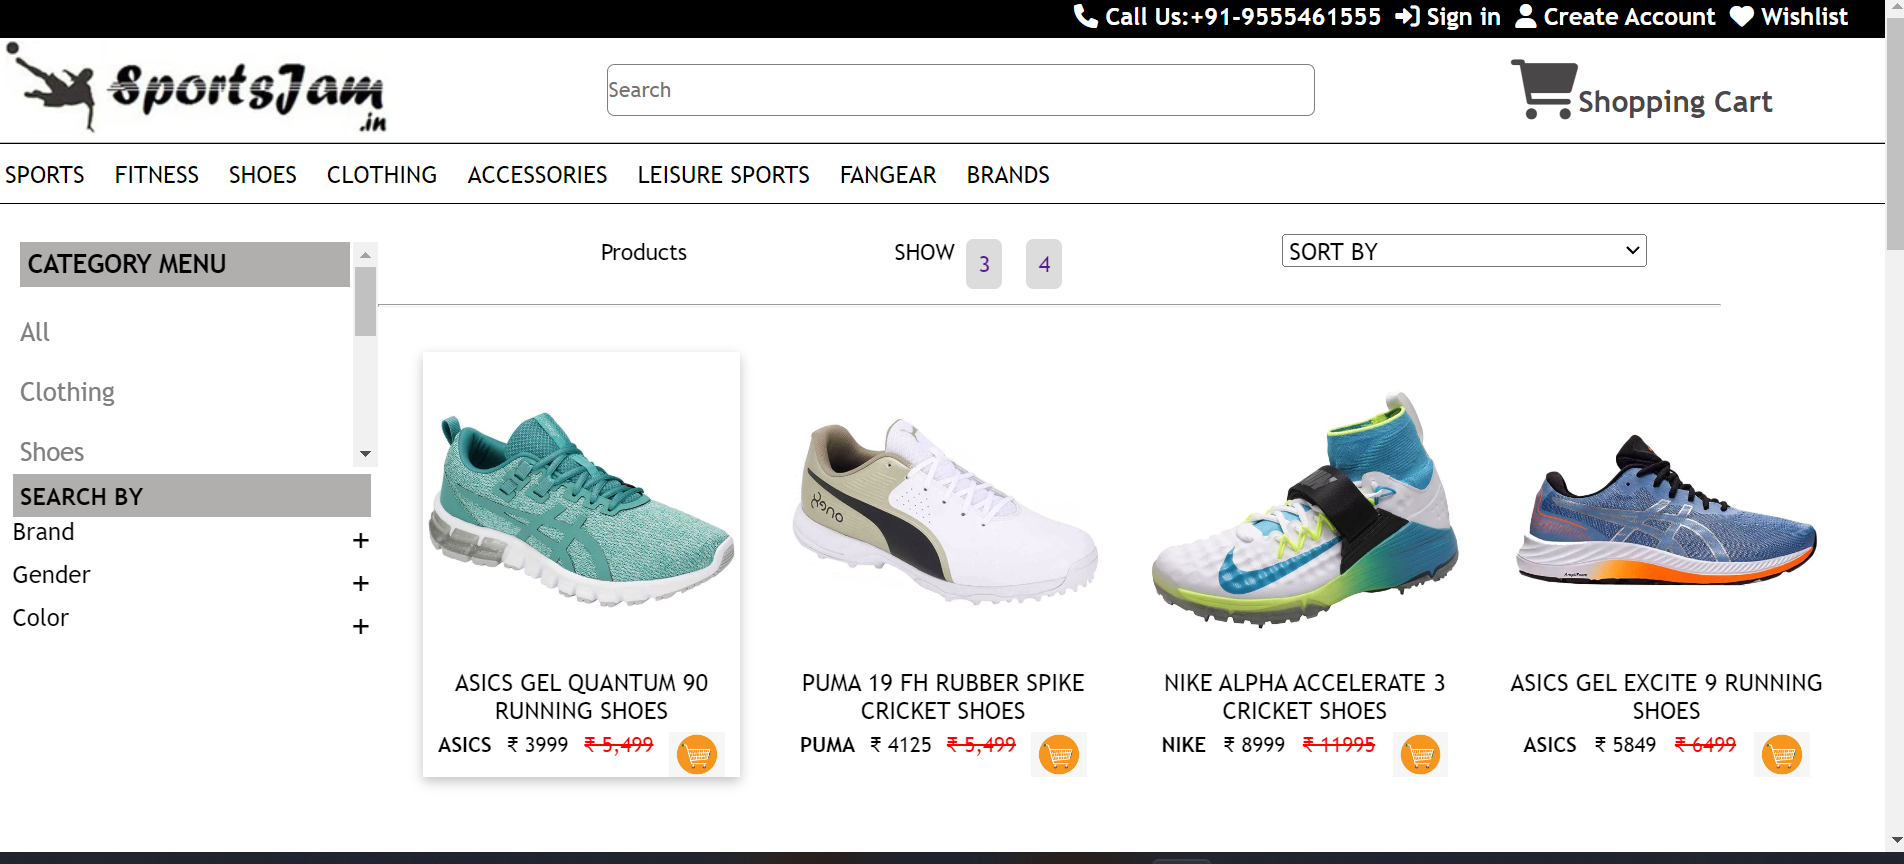 Call Us:+91-9555461555 Sign in Create Account Wishlist
SportsJam
.in
Search
Shopping Cart
SPORTS FITNESS SHOES CLOTHING ACCESSORIES LEISURE SPORTS FANGEAR BRANDS
CATEGORY MENU
All
Clothing
Shoes
SEARCH BY
Brand +
Gender +
Color +
Products SHOW 3 4 SORT BY
ASICS GEL QUANTUM 90
RUNNING SHOES
ASICS ₹ 3999 ₹ 5,499
PUMA 19 FH RUBBER SPIKE
CRICKET SHOES
PUMA ₹ 4125 ₹ 5,499
NIKE ALPHA ACCELERATE 3
CRICKET SHOES
NIKE ₹ 8999 ₹ 11995
ASICS GEL EXCITE 9 RUNNING
SHOES
ASICS ₹ 5849 ₹ 6499